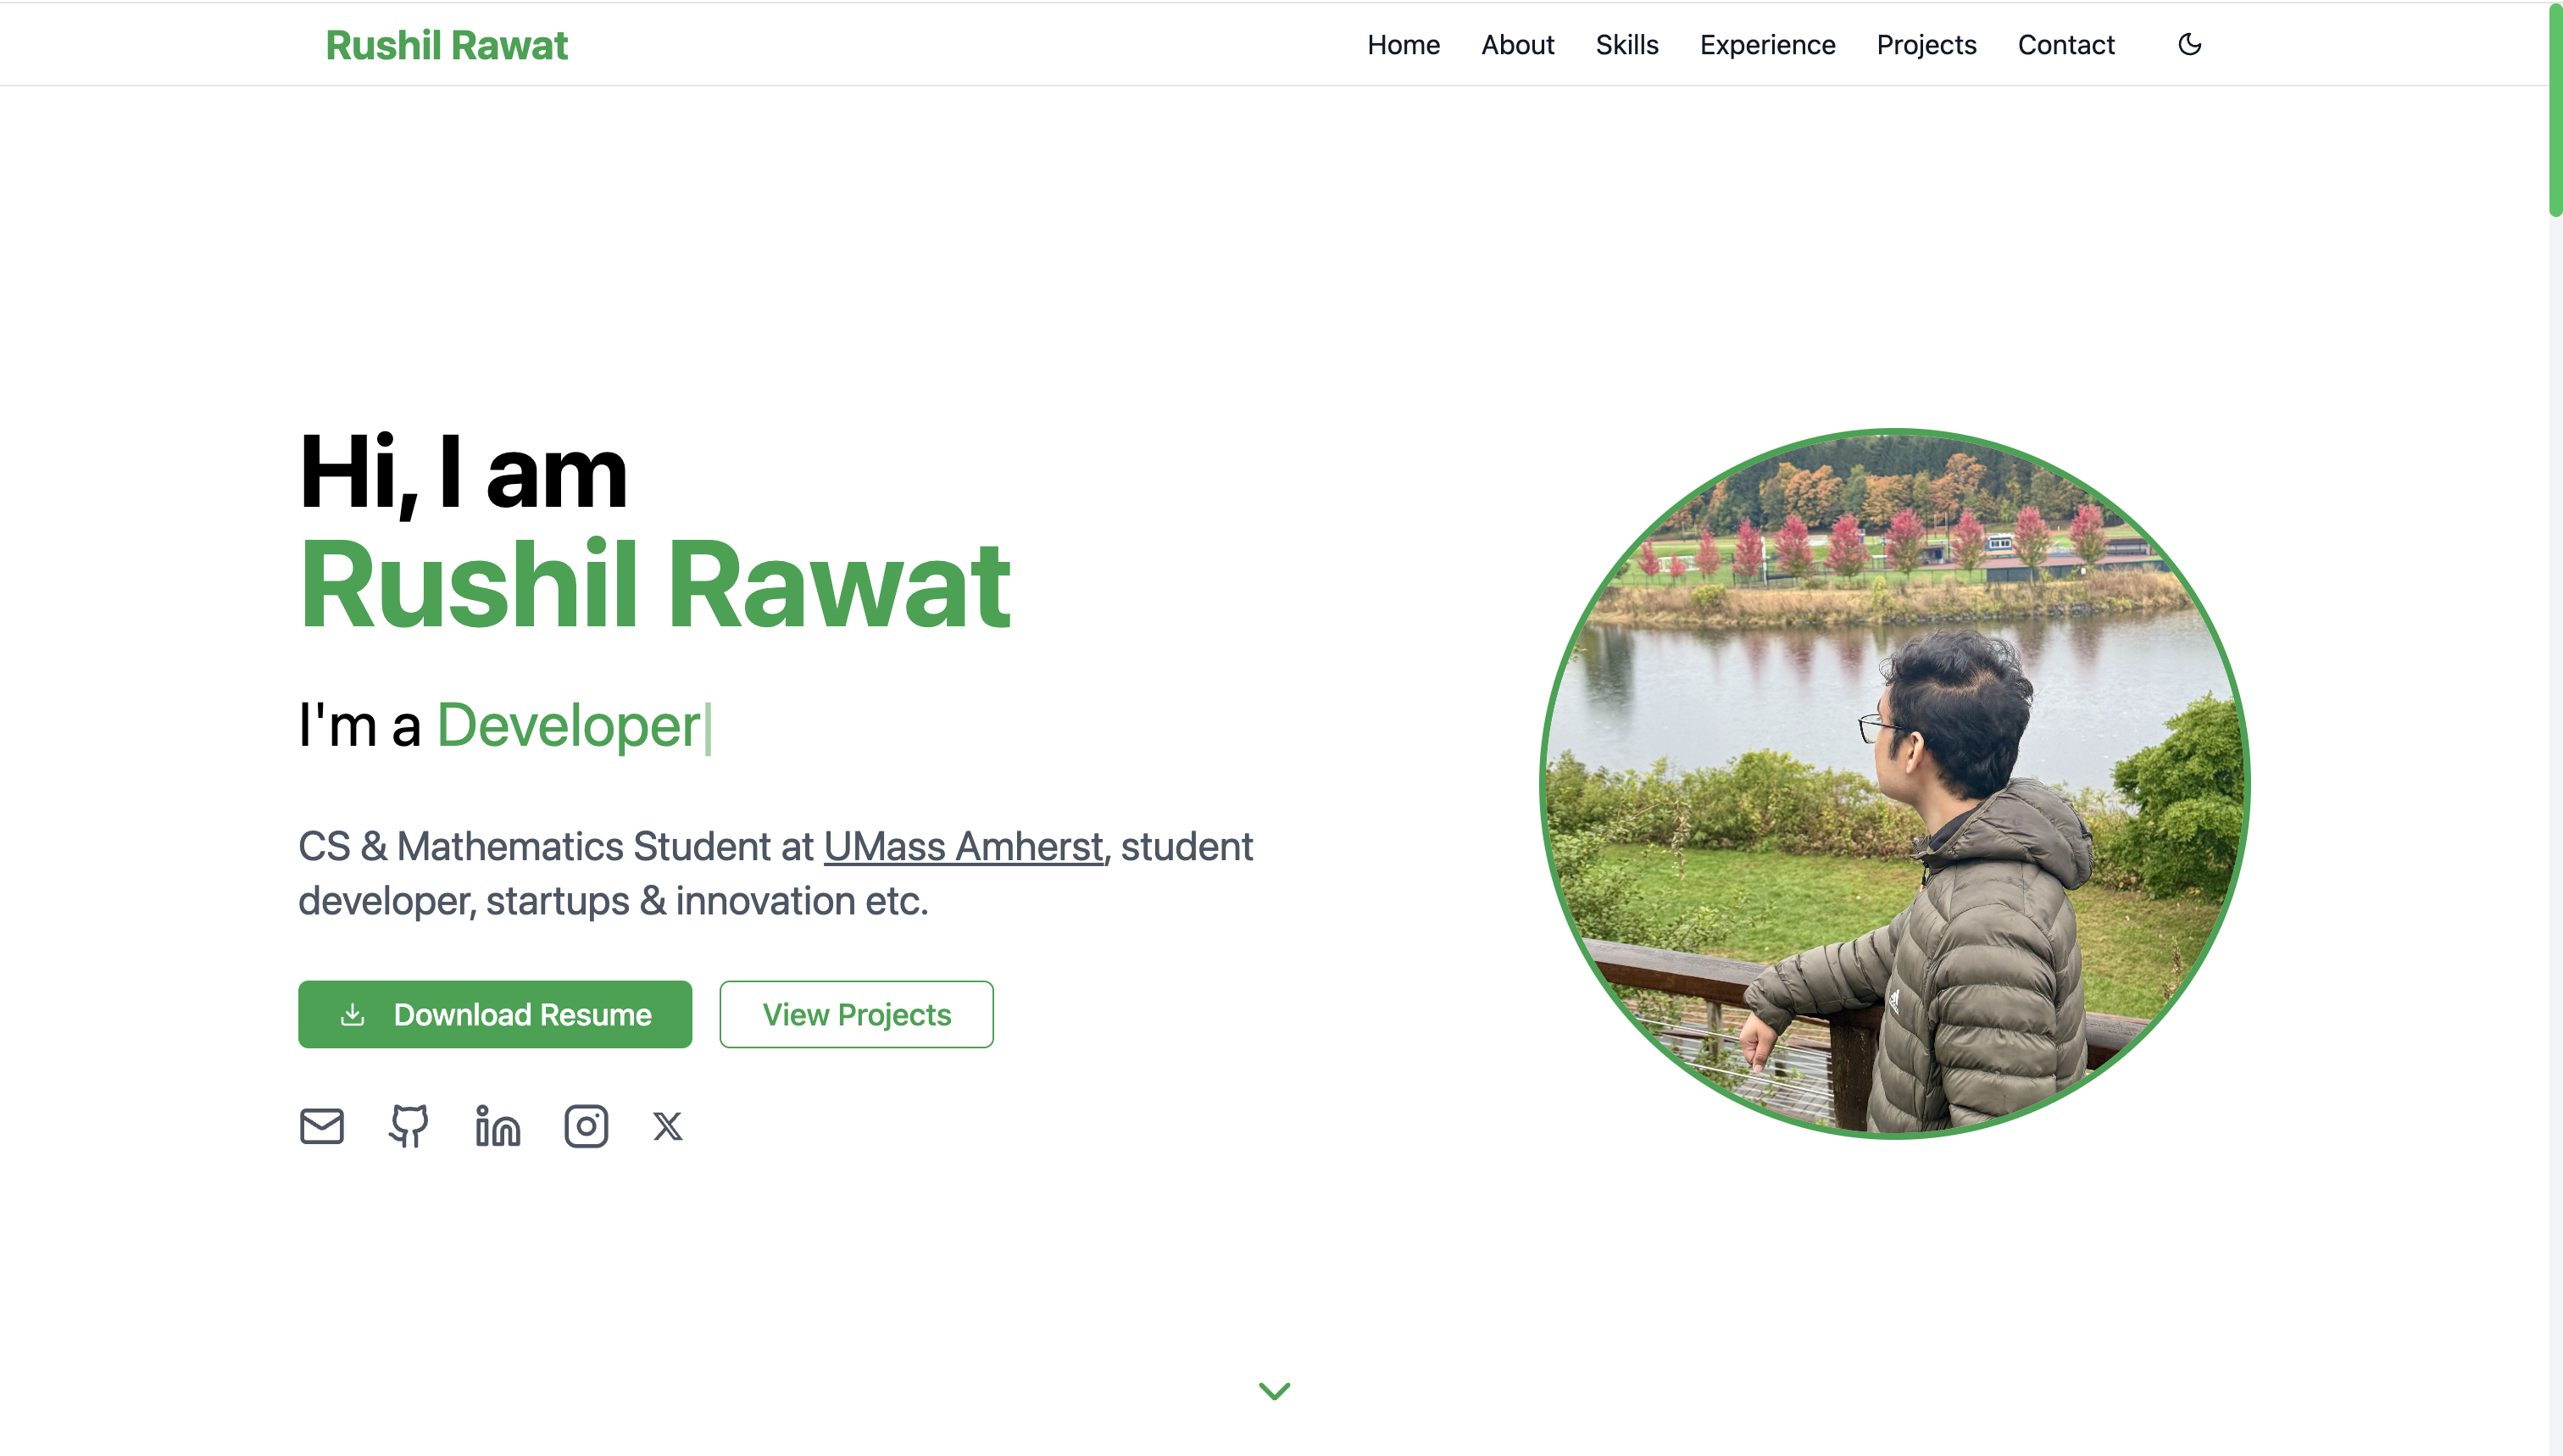 Rushil Rawat
Home About Skills Experience Projects Contact
Hi, I am
Rushil Rawat
I'm a Developer
CS & Mathematics Student at UMass Amherst, student
developer, startups & innovation etc.
Download Resume View Projects